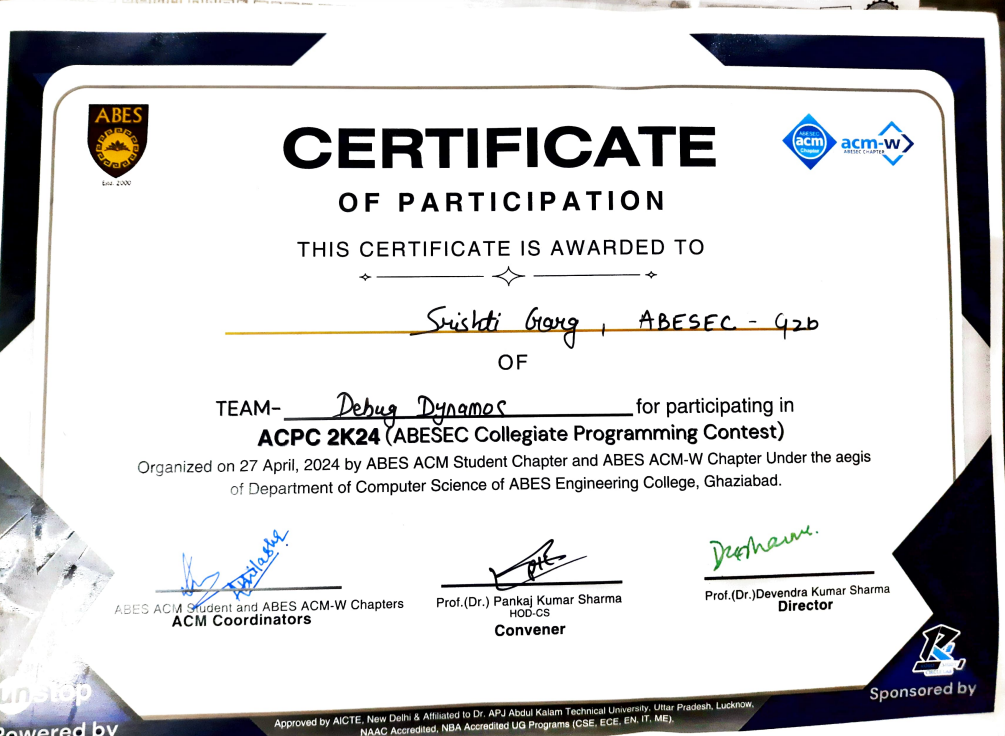 ABES
Estd. 2000
CERTIFICATE
ABESEC
acm
Chapter
acm-w
ABESEC CHAPTER
OF PARTICIPATION
THIS CERTIFICATE IS AWARDED TO
Srishti Garg, ABESEC - Gzb
OF
TEAM- Debug Dynamos for participating in
ACPC 2K24 (ABESEC Collegiate Programming Contest)
Organized on 27 April, 2024 by ABES ACM Student Chapter and ABES ACM-W Chapter Under the aegis
of Department of Computer Science of ABES Engineering College, Ghaziabad.
ABES ACM Student and ABES ACM-W Chapters
ACM Coordinators
Prof.(Dr.) Pankaj Kumar Sharma
HOD-CS
Convener
Prof.(Dr.)Devendra Kumar Sharma
Director
unstop
Powered by
Sponsored by
Approved by AICTE, New Delhi & Affiliated to Dr. APJ Abdul Kalam Technical University, Uttar Pradesh, Lucknow,
NAAC Accredited, NBA Accredited UG Programs (CSE, ECE, EN, IT, ME).